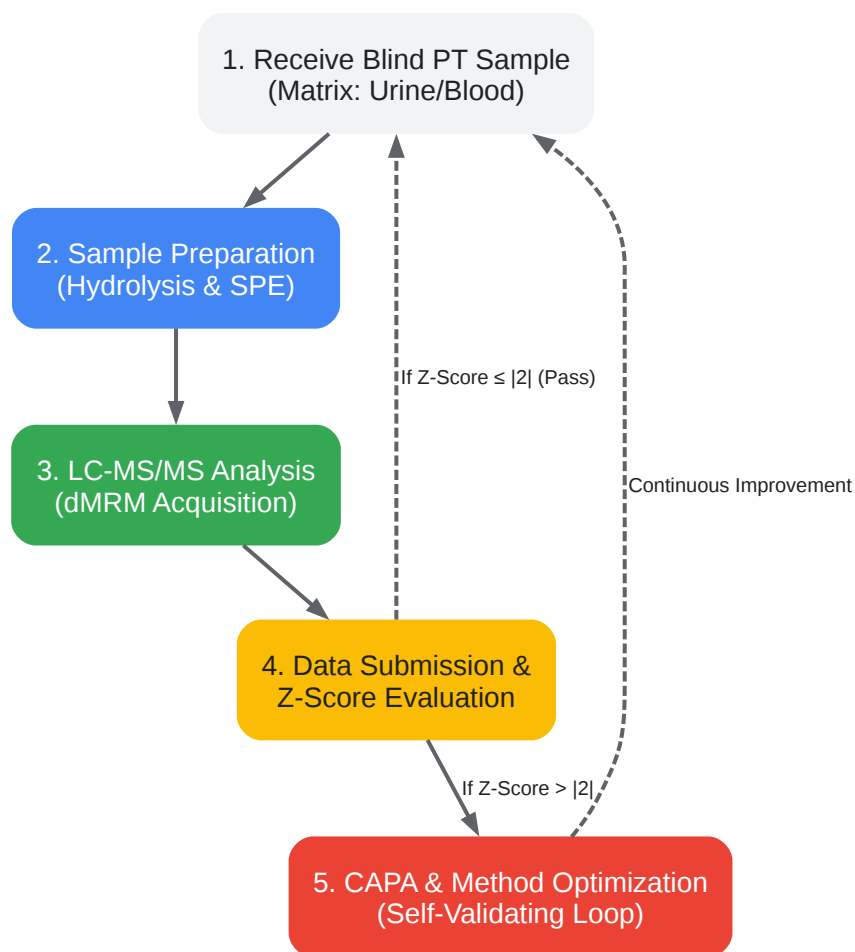 1. Receive Blind PT Sample
(Matrix: Urine/Blood)
2. Sample Preparation
(Hydrolysis & SPE)
If Z-Score ≤ |2| (Pass)
3. LC-MS/MS Analysis
(dMRM Acquisition)
Continuous Improvement
4. Data Submission &
Z-Score Evaluation
If Z-Score > |2|
5. CAPA & Method Optimization
(Self-Validating Loop)